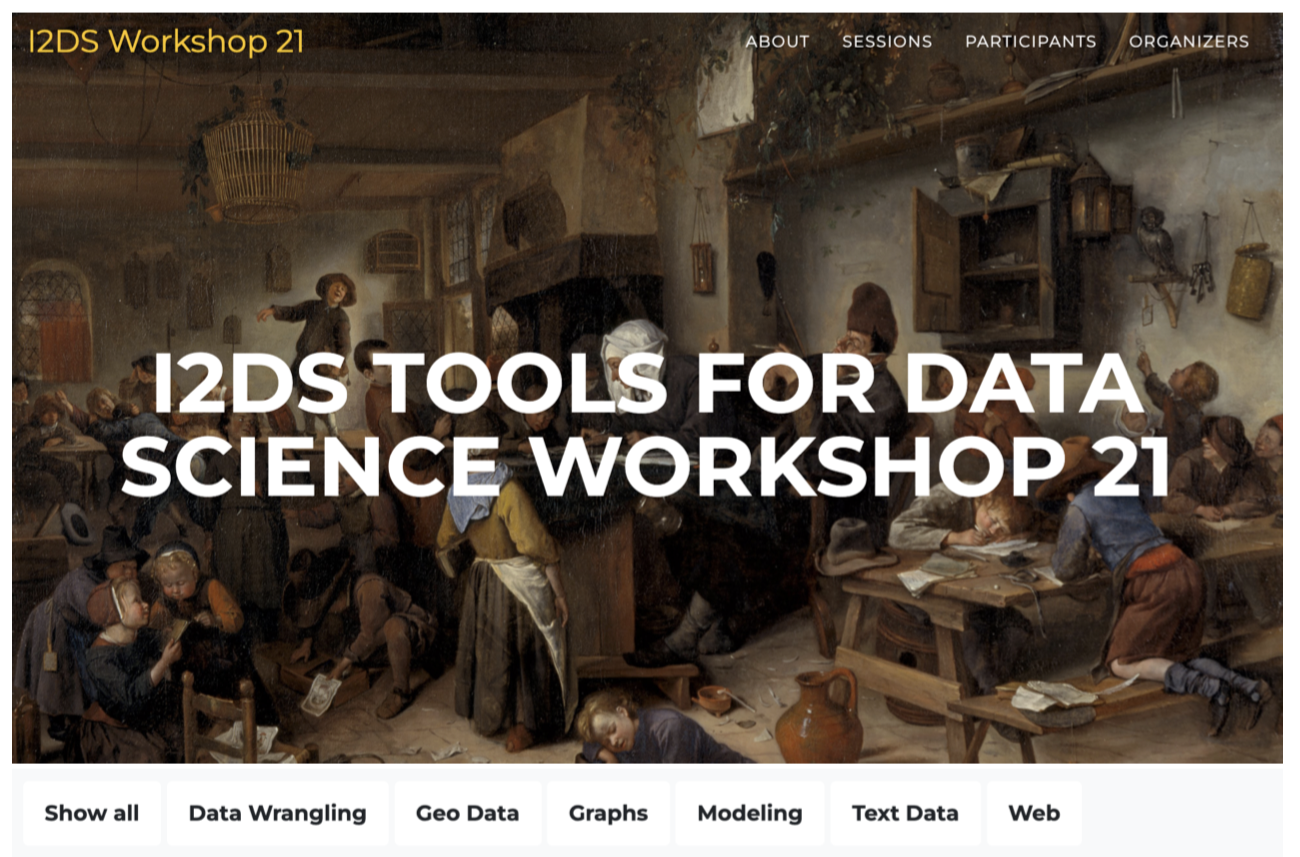 I2DS Workshop 21
ABOUT SESSIONS PARTICIPANTS ORGANIZERS
I2DS TOOLS FOR DATA
SCIENCE WORKSHOP 21
Show all Data Wrangling Geo Data Graphs Modeling Text Data Web